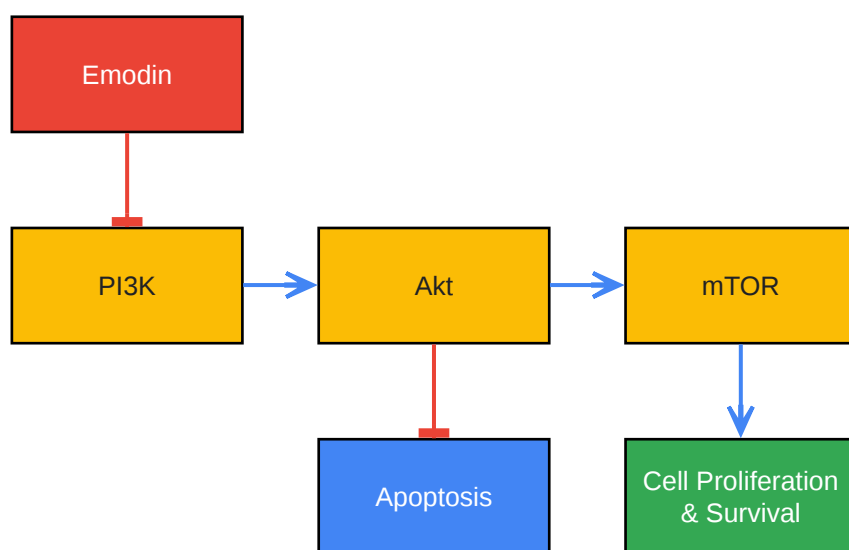 Emodin
PI3K
Akt
mTOR
Apoptosis
Cell Proliferation
& Survival